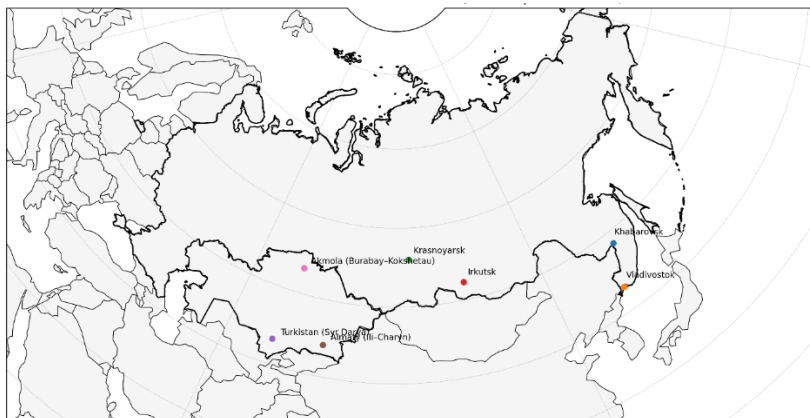 Khabarovsk
Krasnoyarsk
Akmola (Burabay–Kokshetau)
Irkutsk
Vladivostok
Turkistan (Syr Darya)
Almaty (Ili–Charyn)